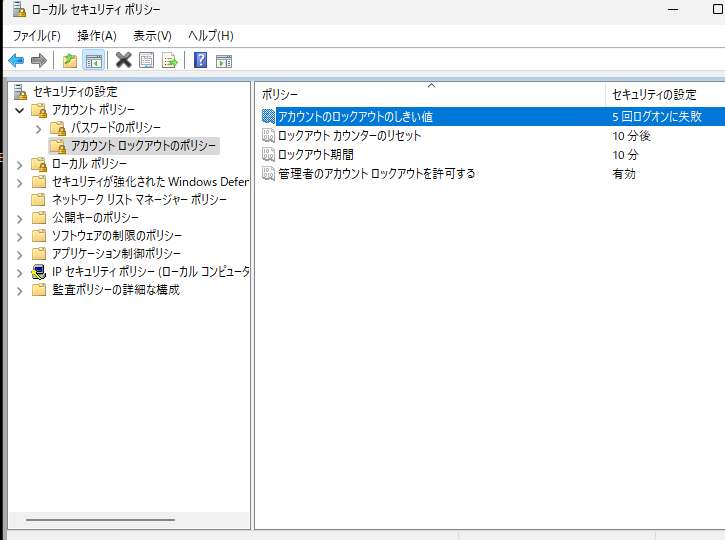 ローカル セキュリティ ポリシー
ファイル(F) 操作(A) 表示(V) ヘルプ(H)
セキュリティの設定
アカウント ポリシー
パスワードのポリシー
アカウント ロックアウトのポリシー
ローカル ポリシー
セキュリティが強化された Windows Defen
ネットワーク リスト マネージャー ポリシー
公開キーのポリシー
ソフトウェアの制限のポリシー
アプリケーション制御ポリシー
IP セキュリティ ポリシー (ローカル コンピュータ
監査ポリシーの詳細な構成
ポリシー セキュリティの設定
アカウントのロックアウトのしきい値 5 回ログオンに失敗
ロックアウト カウンターのリセット 10 分後
ロックアウト期間 10 分
管理者のアカウント ロックアウトを許可する 有効